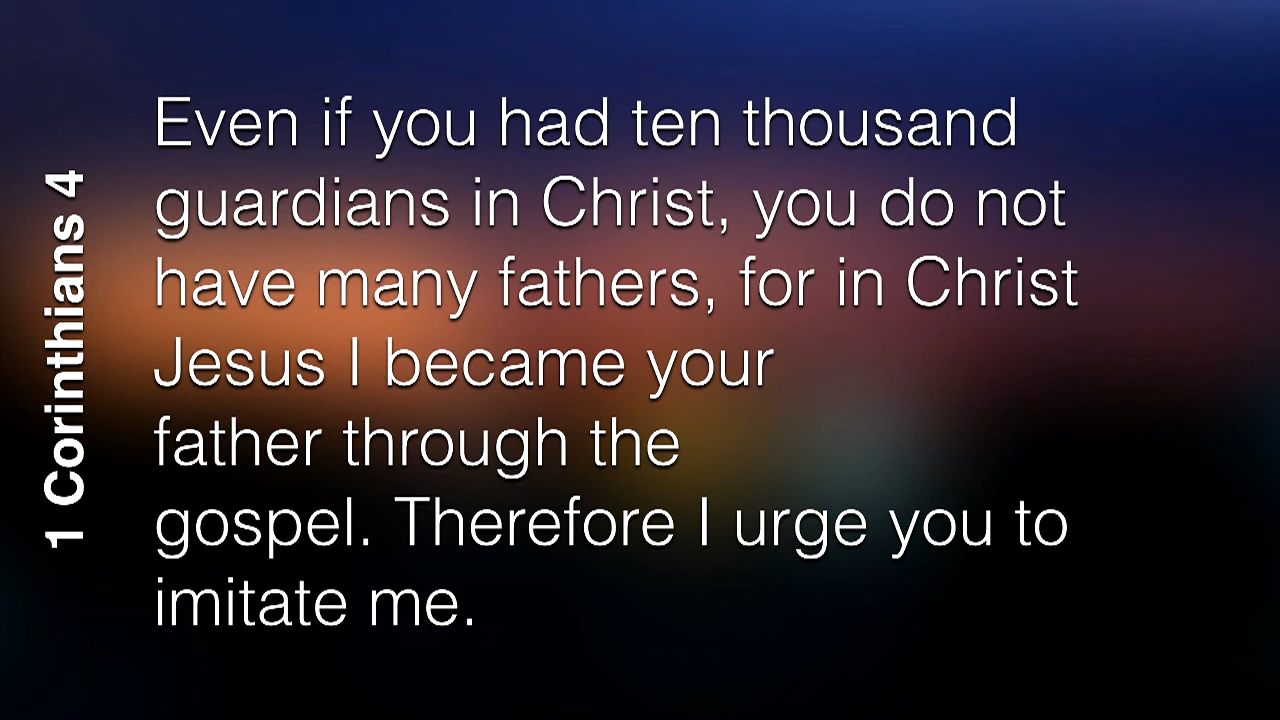 1 Corinthians 4
Even if you had ten thousand
guardians in Christ, you do not
have many fathers, for in Christ
Jesus I became your
father through the
gospel. Therefore I urge you to
imitate me.